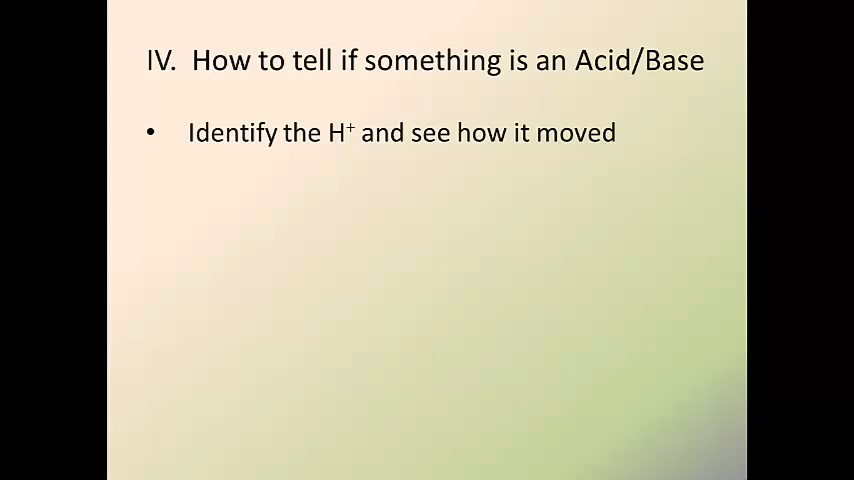 IV. How to tell if something is an Acid/Base
• Identify the H⁺ and see how it moved